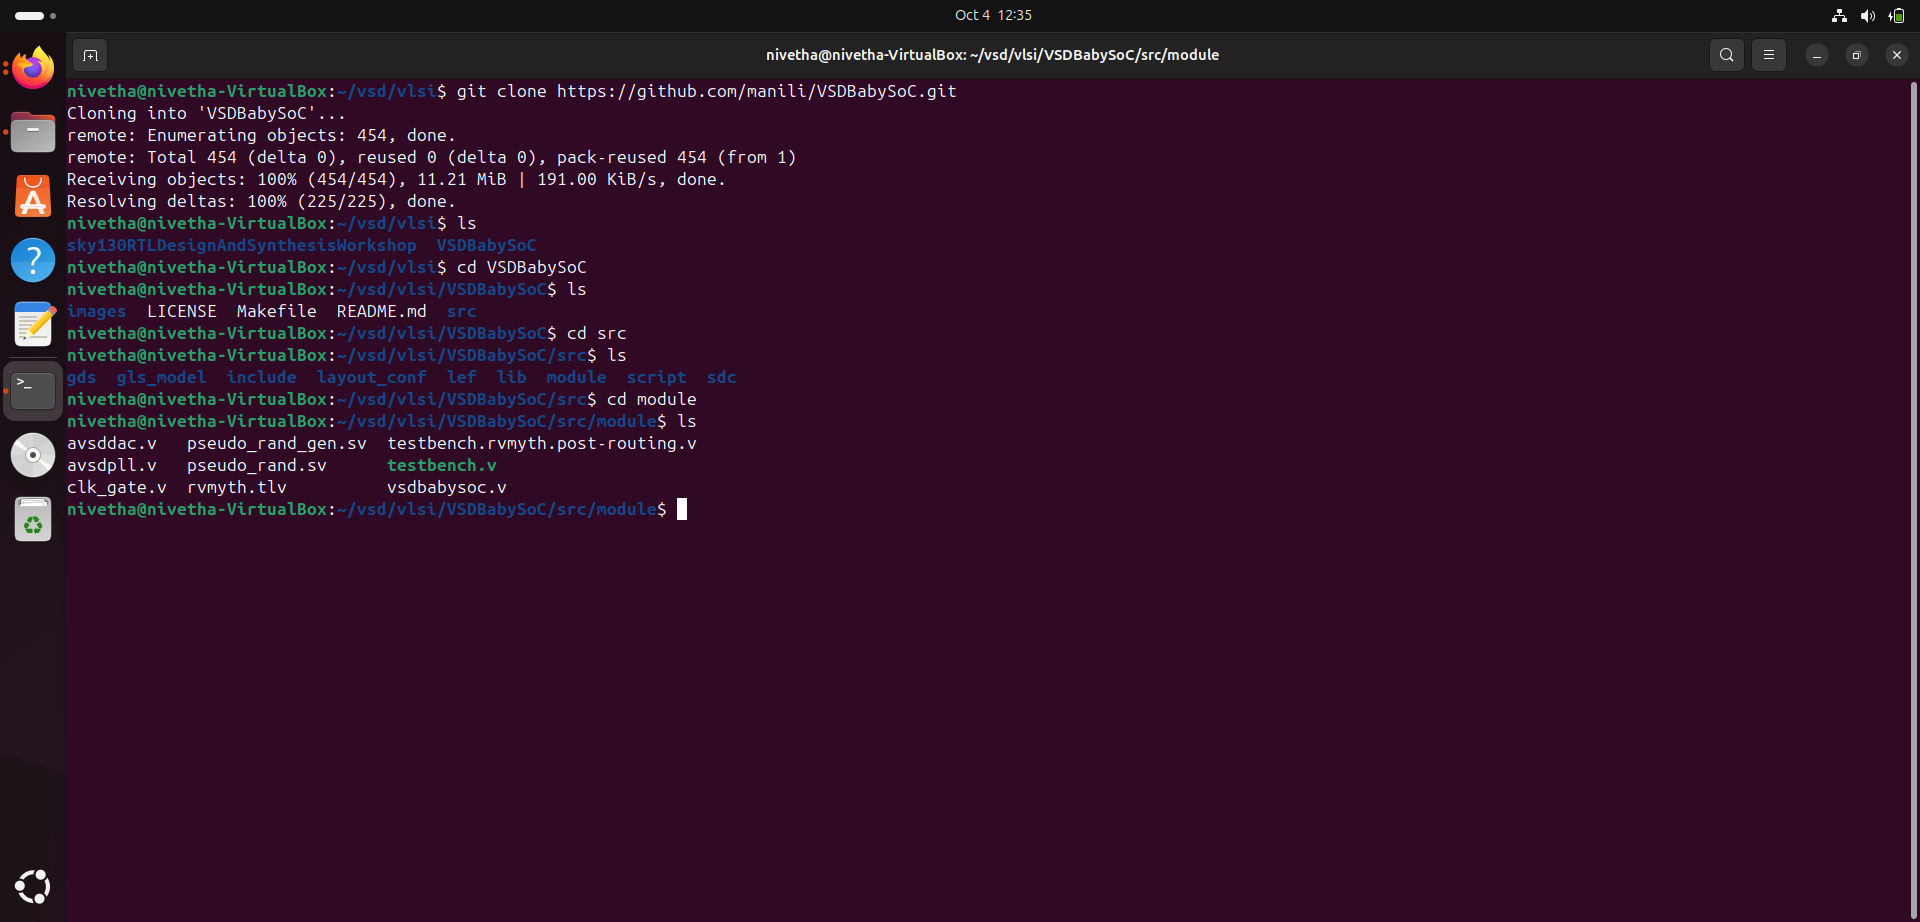 Oct 4 12:35
nivetha@nivetha-VirtualBox: ~/vsd/vlsi/VSDBabySoC/src/module
nivetha@nivetha-VirtualBox:~/vsd/vlsi$ git clone https://github.com/manili/VSDBabySoC.git
Cloning into 'VSDBabySoC'...
remote: Enumerating objects: 454, done.
remote: Total 454 (delta 0), reused 0 (delta 0), pack-reused 454 (from 1)
Receiving objects: 100% (454/454), 11.21 MiB | 191.00 KiB/s, done.
Resolving deltas: 100% (225/225), done.
nivetha@nivetha-VirtualBox:~/vsd/vlsi$ ls
sky130RTLDesignAndSynthesisWorkshop  VSDBabySoC
nivetha@nivetha-VirtualBox:~/vsd/vlsi$ cd VSDBabySoC
nivetha@nivetha-VirtualBox:~/vsd/vlsi/VSDBabySoC$ ls
images  LICENSE  Makefile  README.md  src
nivetha@nivetha-VirtualBox:~/vsd/vlsi/VSDBabySoC$ cd src
nivetha@nivetha-VirtualBox:~/vsd/vlsi/VSDBabySoC/src$ ls
gds  gls_model  include  layout_conf  lef  lib  module  script  sdc
nivetha@nivetha-VirtualBox:~/vsd/vlsi/VSDBabySoC/src$ cd module
nivetha@nivetha-VirtualBox:~/vsd/vlsi/VSDBabySoC/src/module$ ls
avsddac.v   pseudo_rand_gen.sv  testbench.rvmyth.post-routing.v
avsdpll.v   pseudo_rand.sv      testbench.v
clk_gate.v  rvmyth.tlv          vsdbabysoc.v
nivetha@nivetha-VirtualBox:~/vsd/vlsi/VSDBabySoC/src/module$